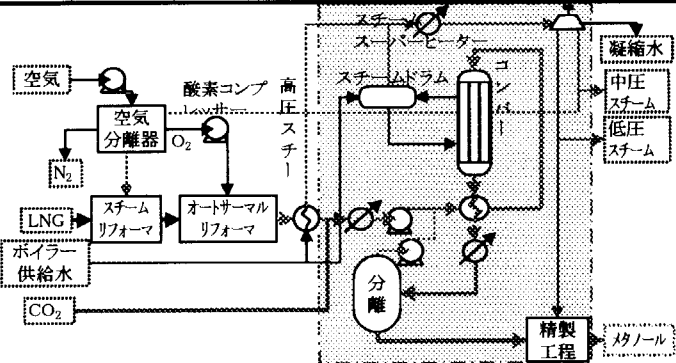 スチーム
スーパーヒーター
凝縮水
空気
酸素コンプ
レッサー
高圧スチー
スチームドラム
コンバー
中圧
スチーム
空気
分離器
O₂
低圧
スチーム
N₂
LNG
スチーム
リフォーマ
オートサーマル
リフォーマ
ボイラー
供給水
分離
CO₂
精製
工程
メタノール